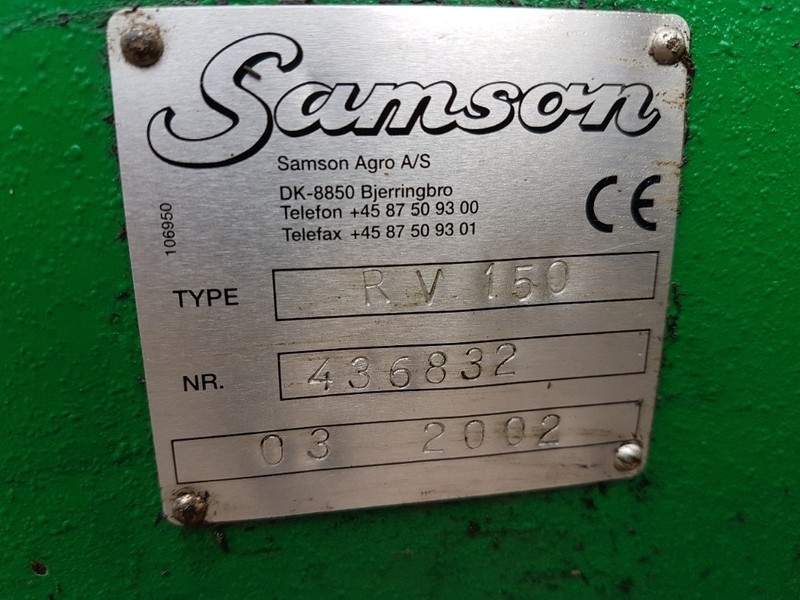 Samson
Samson Agro A/S
DK-8850 Bjerringbro
Telefon +45 87 50 93 00
Telefax +45 87 50 93 01
CE
106950
TYPE RV 150
NR. 436832
03 2002